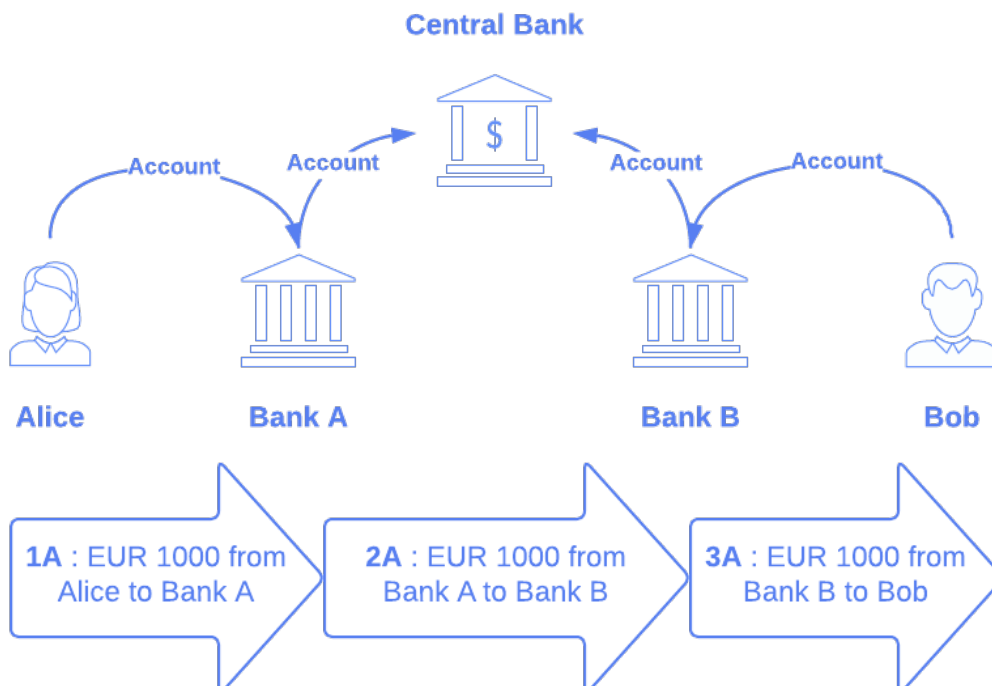 Central Bank
$
Account
Account
Account
Account
Alice
Bank A
Bank B
Bob
1A : EUR 1000 from
Alice to Bank A
2A : EUR 1000 from
Bank A to Bank B
3A : EUR 1000 from
Bank B to Bob